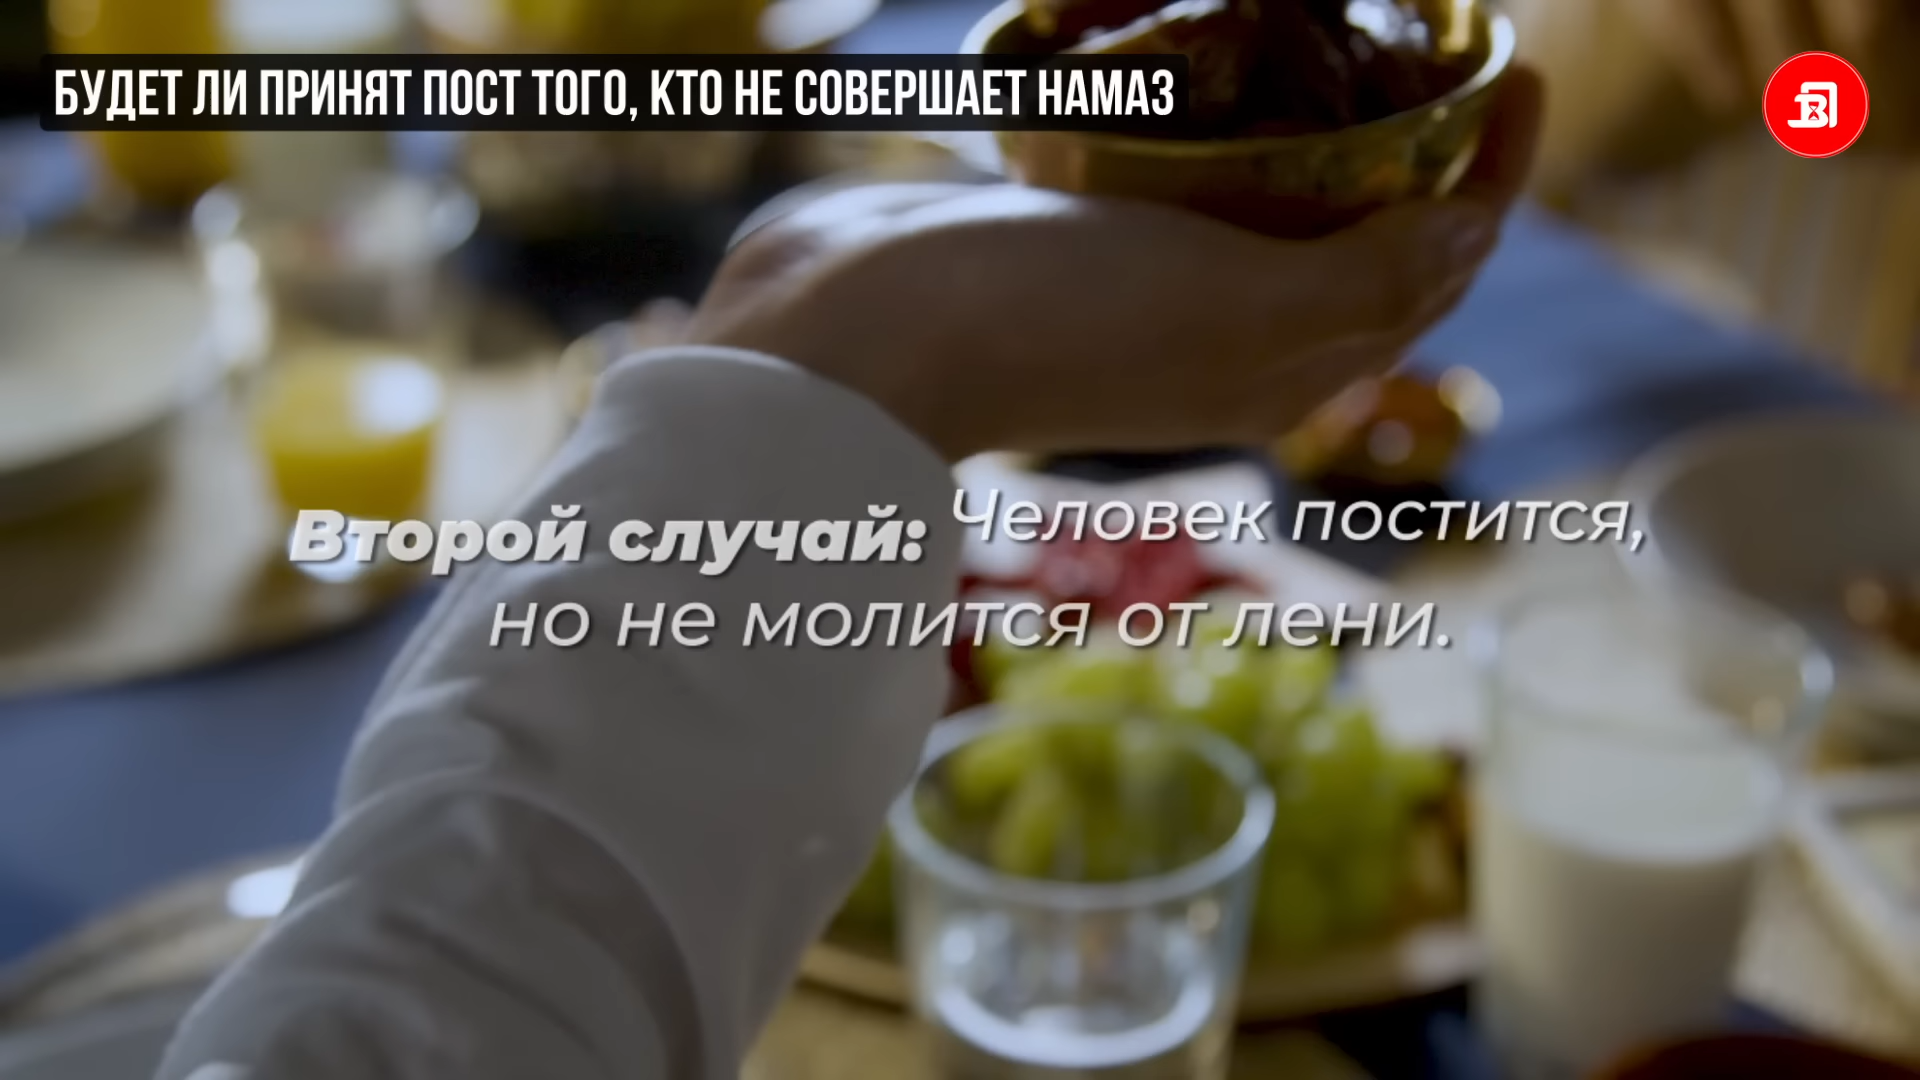 БУДЕТ ЛИ ПРИНЯТ ПОСТ ТОГО, КТО НЕ СОВЕРШАЕТ НАМАЗ
Второй случай: Человек постится,
но не молится от лени.